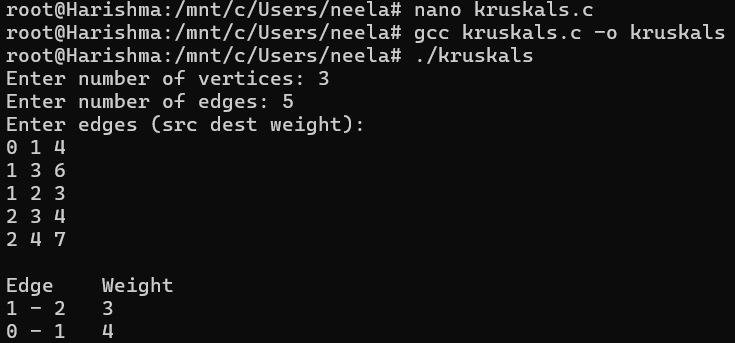 root@Harishma:/mnt/c/Users/neela# nano kruskals.c
root@Harishma:/mnt/c/Users/neela# gcc kruskals.c -o kruskals
root@Harishma:/mnt/c/Users/neela# ./kruskals
Enter number of vertices: 3
Enter number of edges: 5
Enter edges (src dest weight):
0 1 4
1 3 6
1 2 3
2 3 4
2 4 7
Edge    Weight
1 - 2   3
0 - 1   4